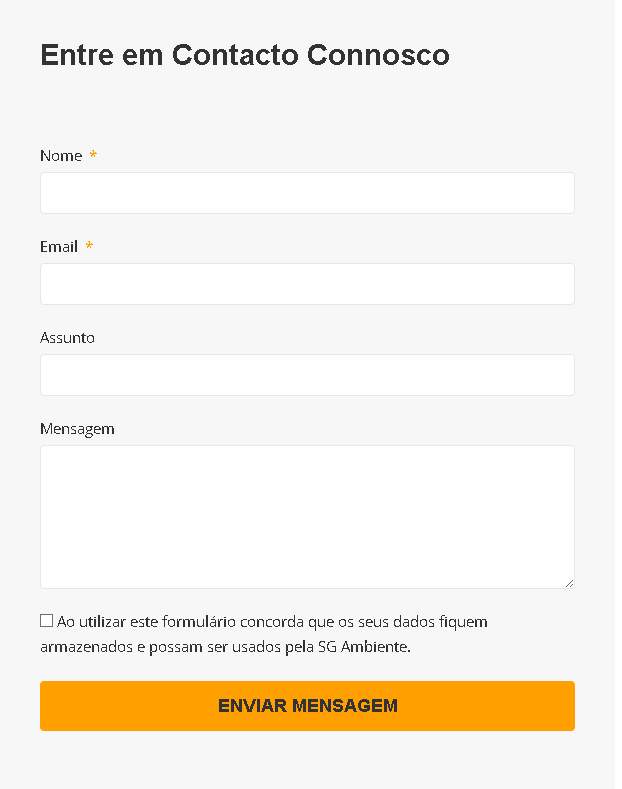 Entre em Contacto Connosco
Nome *
Email *
Assunto
Mensagem
Ao utilizar este formulário concorda que os seus dados fiquem
armazenados e possam ser usados pela SG Ambiente.
ENVIAR MENSAGEM